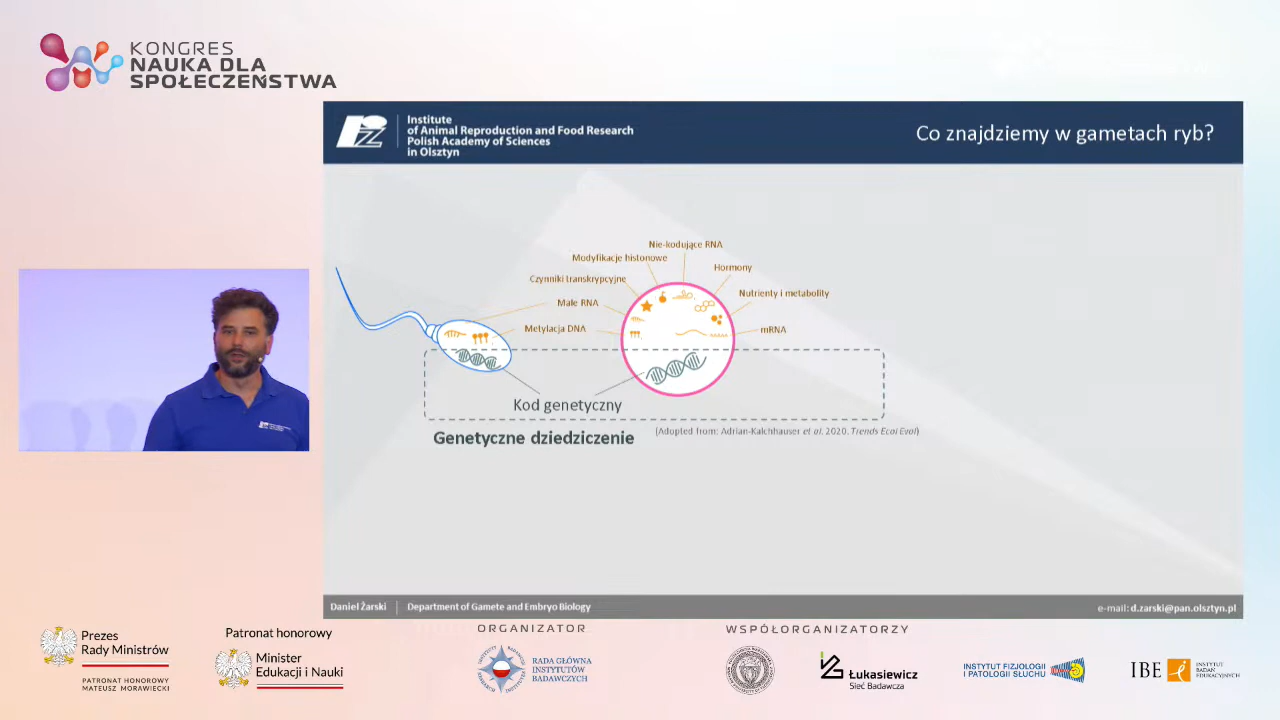 KONGRES
NAUKA DLA
SPOŁECZEŃSTWA
Institute
of Animal Reproduction and Food Research
Polish Academy of Sciences
in Olsztyn
Co znajdziemy w gametach ryb?
Nie-kodujące RNA
Modyfikacje histonowe
Hormony
Czynniki transkrypcyjne
Nutrienty i metabolity
Małe RNA
Metylacja DNA
mRNA
Kod genetyczny
Genetyczne dziedziczenie
(Adopted from: Adrian-Kalchhauser et al. 2020. Trends Ecol Evol)
Daniel Żarski
Department of Gamete and Embryo Biology
e-mail: d.zarski@pan.olsztyn.pl
Prezes
Rady Ministrów
PATRONAT HONOROWY
MATEUSZ MORAWIECKI
Patronat honorowy
Minister
Edukacji i Nauki
ORGANIZATOR
RADA GŁÓWNA
INSTYTUTÓW
BADAWCZYCH
WSPÓŁORGANIZATORZY
Łukasiewicz
Sieć Badawcza
INSTYTUT FIZJOLOGII
I PATOLOGII SŁUCHU
IBE
INSTYTUT
BADAŃ
EDUKACYJNYCH